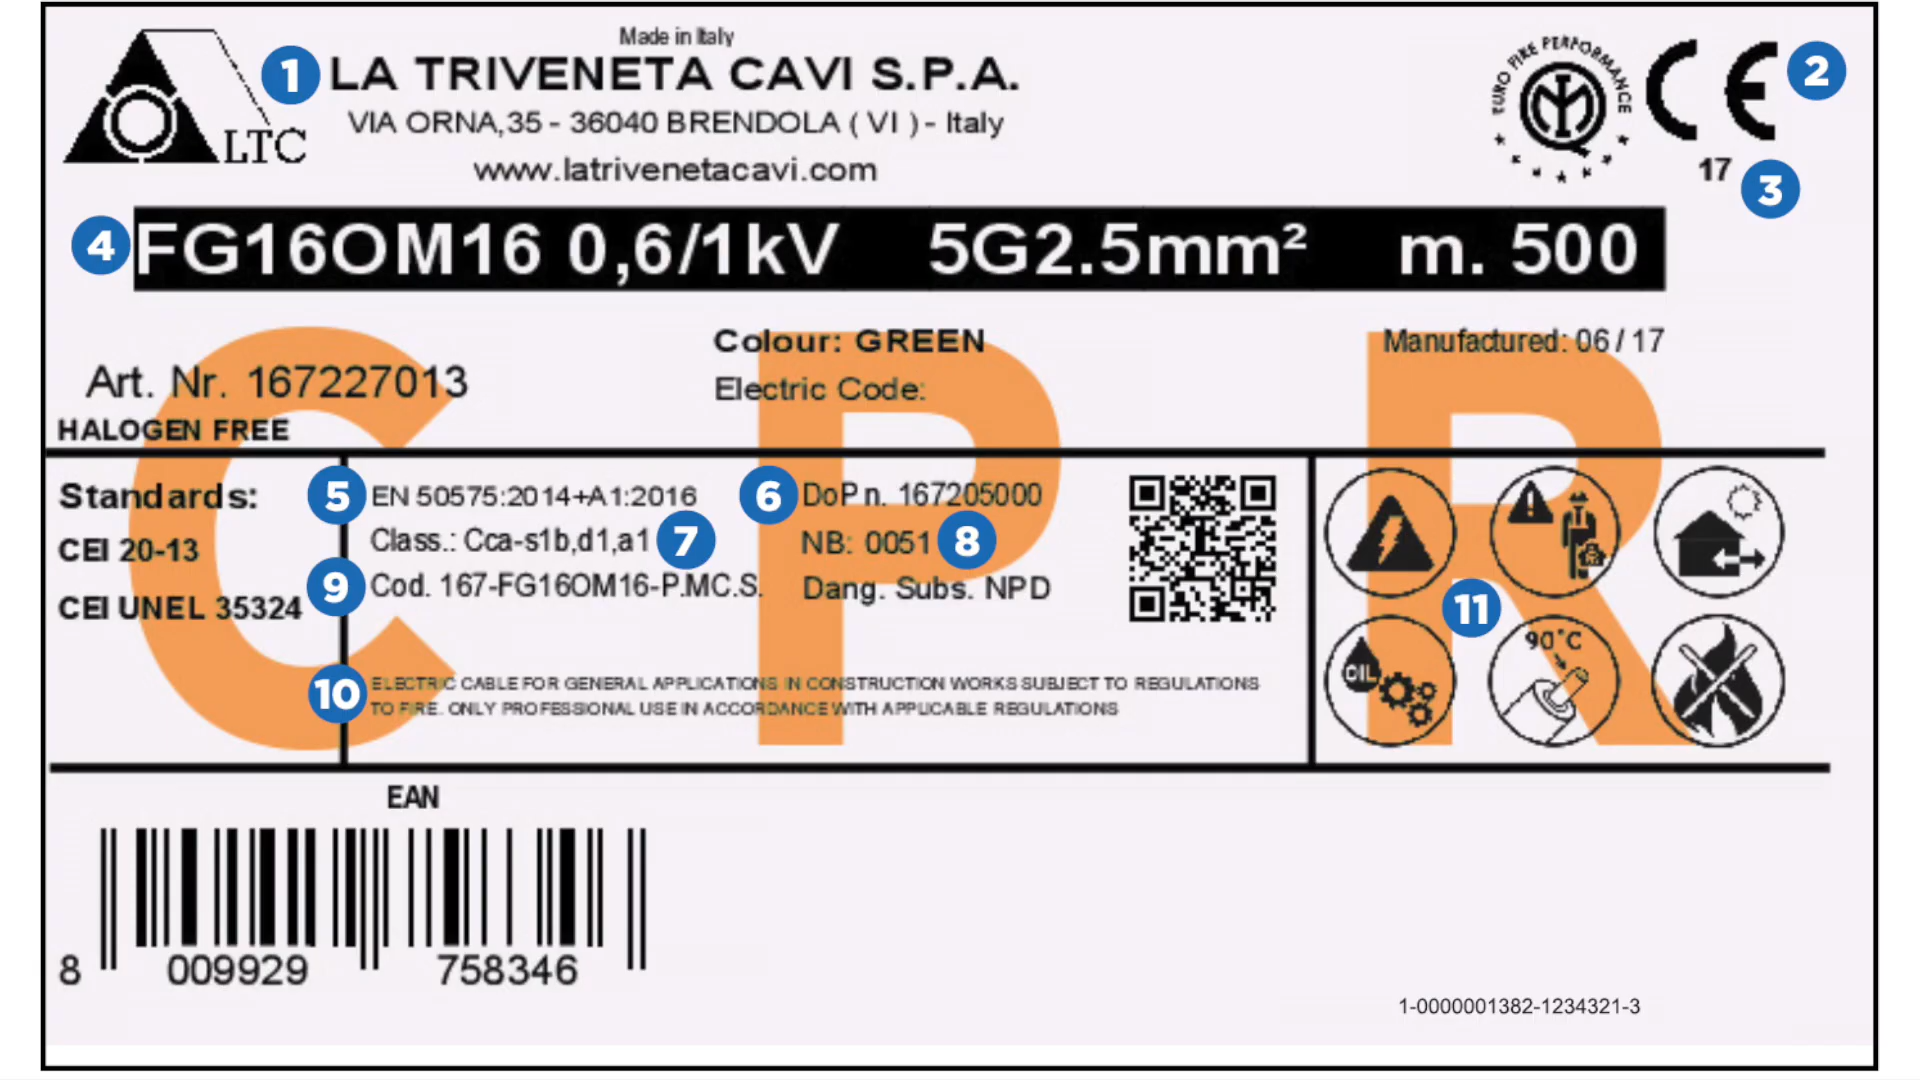 Made in Italy
1 LA TRIVENETA CAVI S.P.A.
VIA ORNA,35 - 36040 BRENDOLA ( VI ) - Italy
www.latrivenetacavi.com
LTC
EURO FIRE PERFORMANCE
IMQ
CE 2
17 3
4 FG16OM16 0,6/1kV 5G2.5mm² m. 500
Colour: GREEN
Manufactured: 06 / 17
Art. Nr. 167227013
Electric Code:
HALOGEN FREE
CPR
Standards:
CEI 20-13
CEI UNEL 35324
5 EN 50575:2014+A1:2016
Class.: Cca-s1b,d1,a1 7
9 Cod. 167-FG16OM16-P.MC.S.
6 DoP n. 167205000
NB: 0051 8
Dang. Subs. NPD
10 ELECTRIC CABLE FOR GENERAL APPLICATIONS IN CONSTRUCTION WORKS SUBJECT TO REGULATIONS
TO FIRE. ONLY PROFESSIONAL USE IN ACCORDANCE WITH APPLICABLE REGULATIONS
11
OIL
90°C
EAN
8 009929 758346
1-0000001382-1234321-3